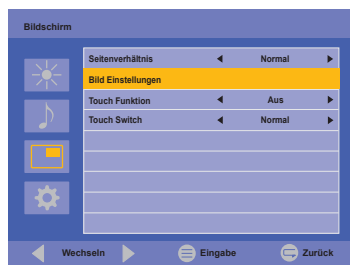 Bildschirm
Seitenverhältnis Normal
Bild Einstellungen
Touch Funktion Aus
Touch Switch Normal
Wechseln Eingabe Zurück